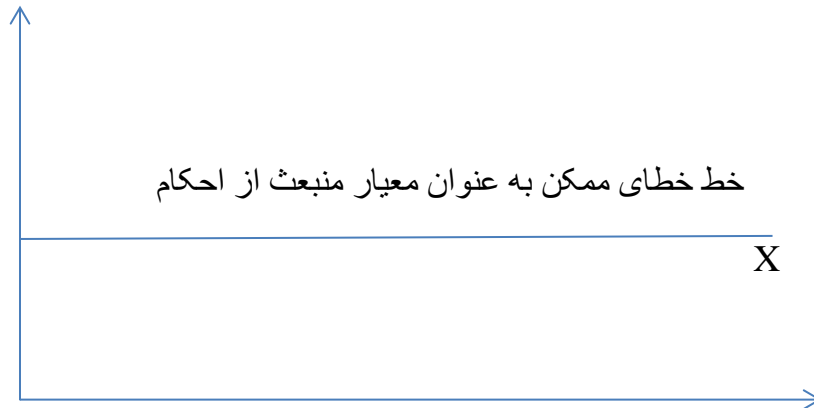 خط خطای ممکن به عنوان معیار منبعث از احکام
X